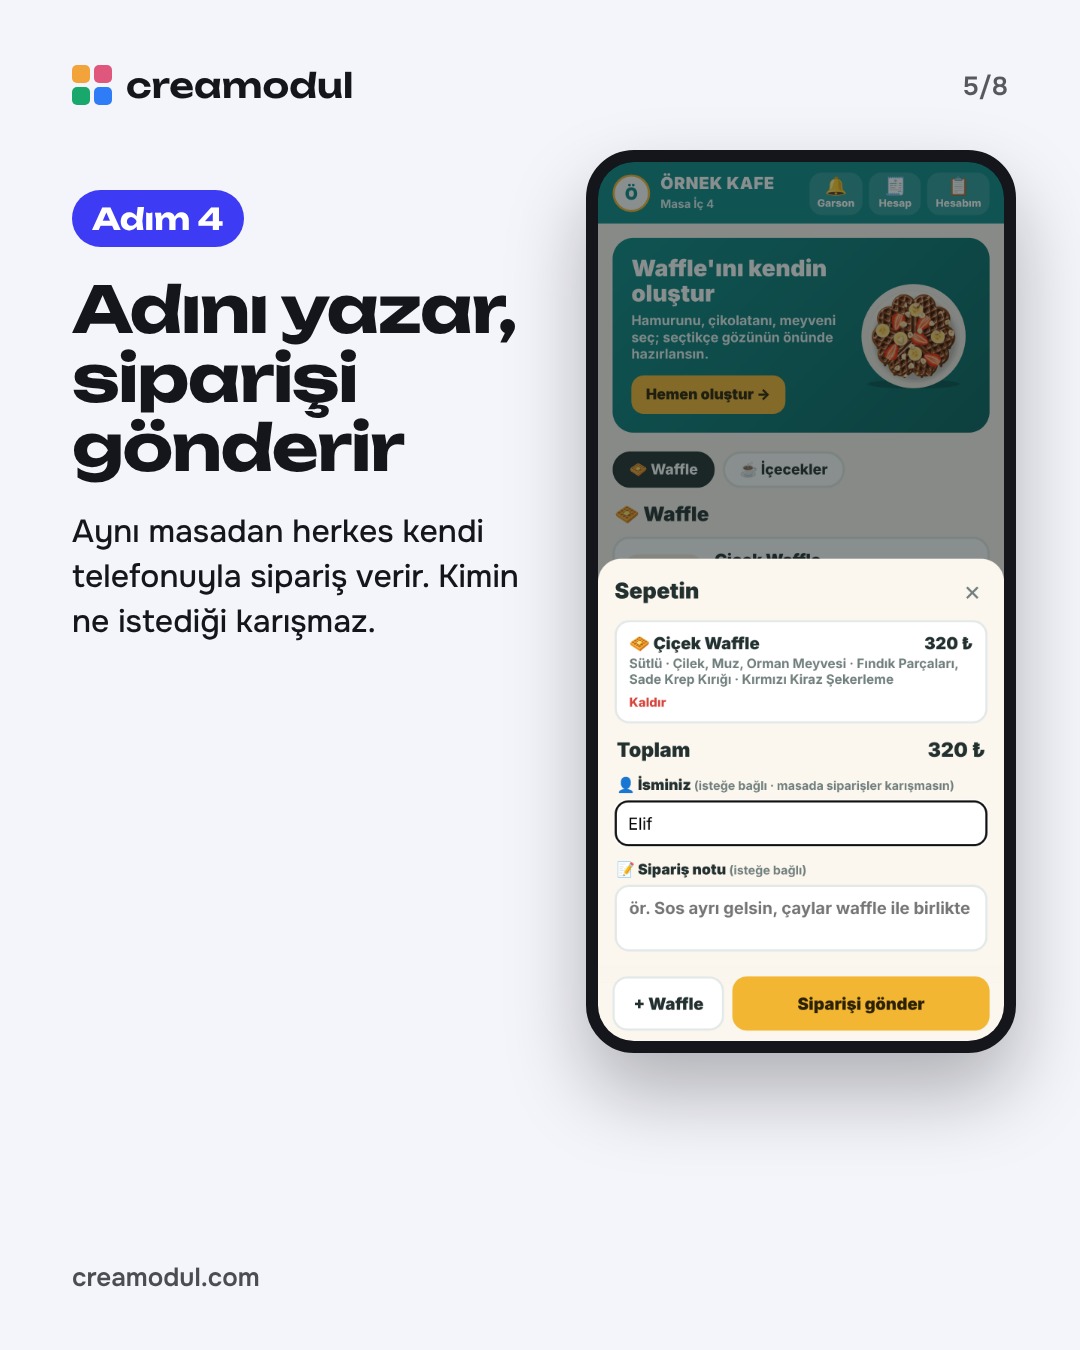 creamodul
5/8
Adım 4
Adını yazar,
siparişi
gönderir
Aynı masadan herkes kendi
telefonuyla sipariş verir. Kimin
ne istediği karışmaz.
Ö
ÖRNEK KAFE
Masa İç 4
Garson
Hesap
Hesabım
Waffle'ını kendin
oluştur
Hamurunu, çikolatanı, meyveni
seç; seçtikçe gözünün önünde
hazırlansın.
Hemen oluştur →
Waffle
İçecekler
Waffle
Çiçek Waffle
Sepetin
×
Çiçek Waffle 320 ₺
Sütlü · Çilek, Muz, Orman Meyvesi · Fındık Parçaları,
Sade Krep Kırığı · Kırmızı Kiraz Şekerleme
Kaldır
Toplam 320 ₺
İsminiz (isteğe bağlı · masada siparişler karışmasın)
Elif
Sipariş notu (isteğe bağlı)
ör. Sos ayrı gelsin, çaylar waffle ile birlikte
+ Waffle
Siparişi gönder
creamodul.com